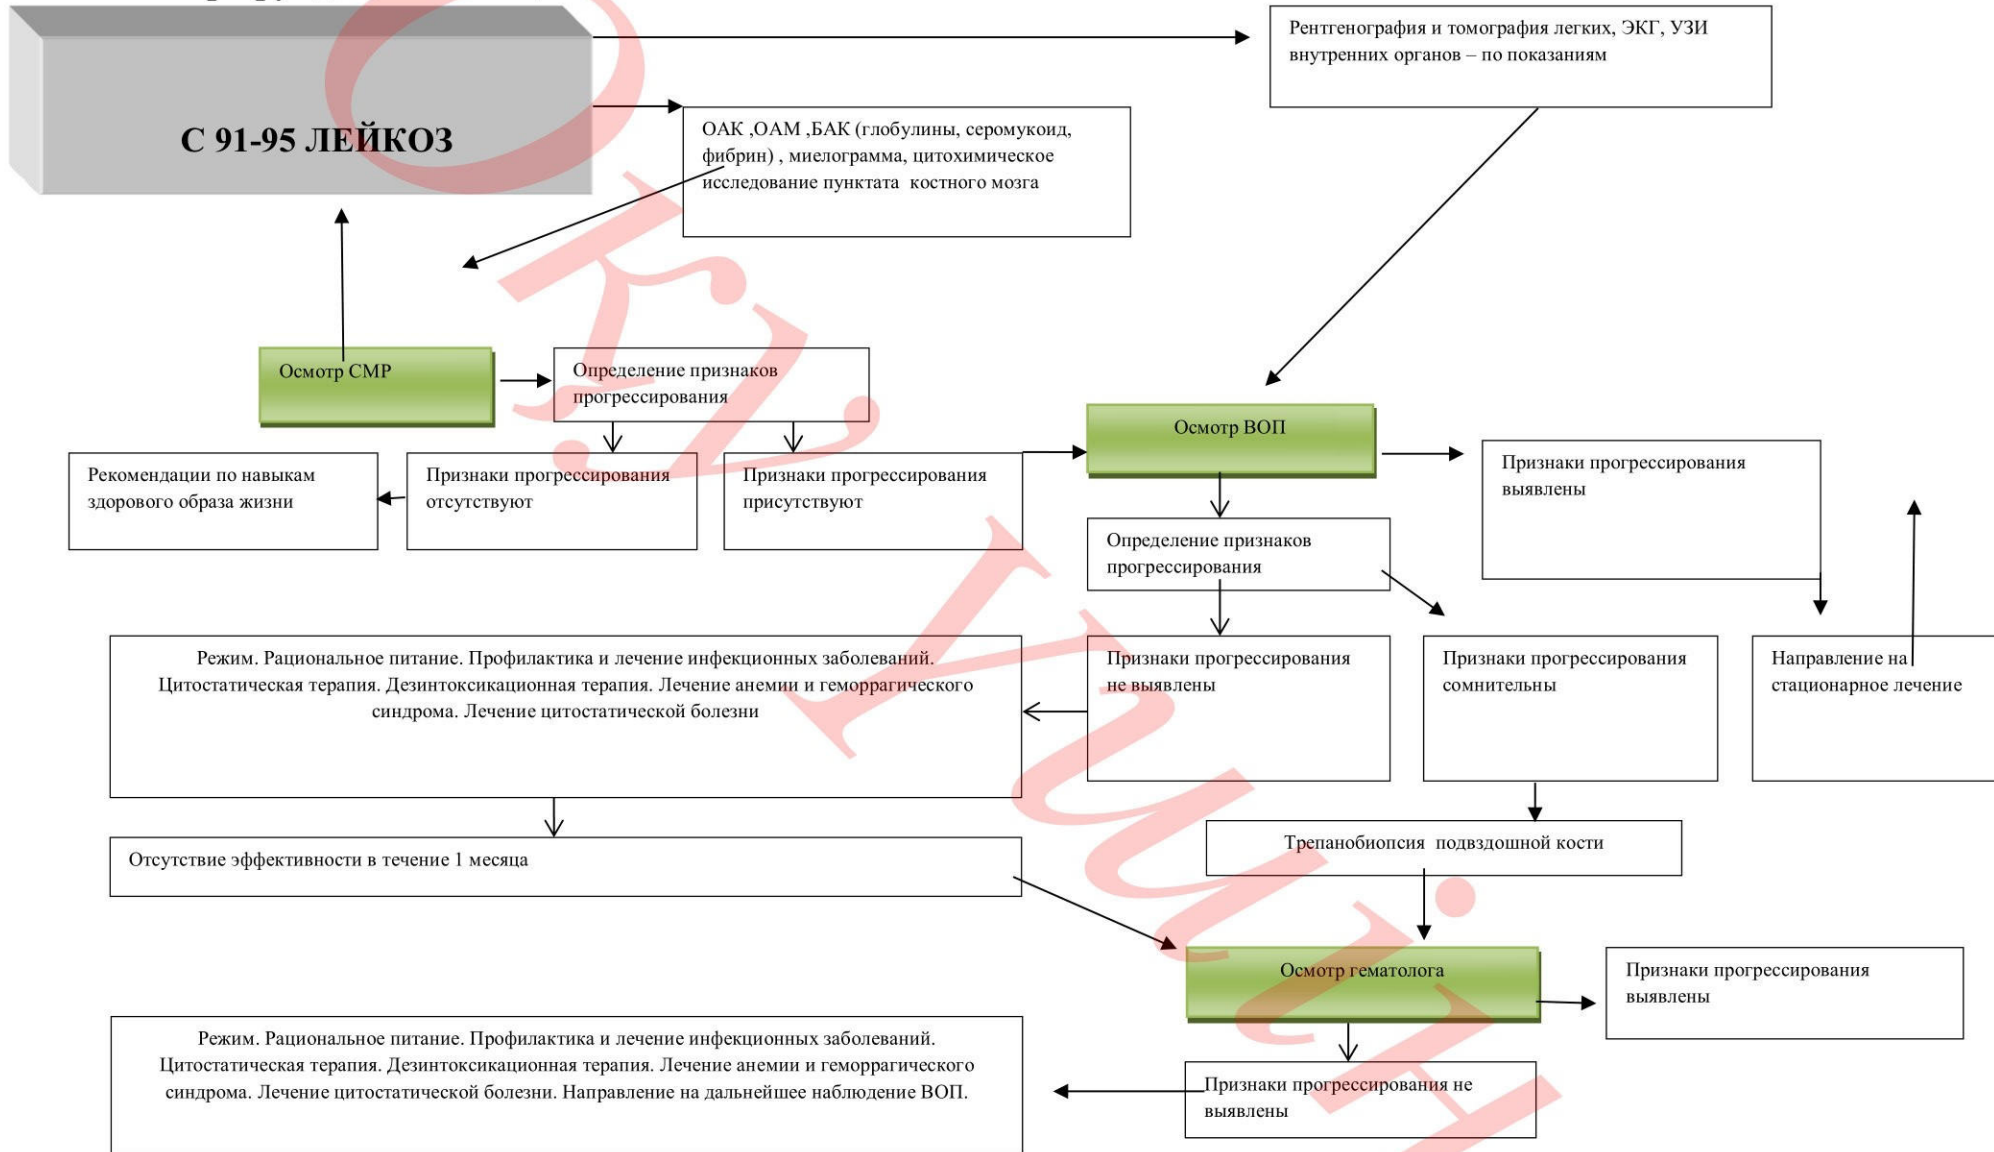 Рентгенография и томография легких, ЭКГ, УЗИ
внутренних органов – по показаниям
С 91-95 ЛЕЙКОЗ
ОАК ,ОАМ ,БАК (глобулины, серомукоид,
фибрин) , миелограмма, цитохимическое
исследование пунктата костного мозга
Осмотр СМР
Определение признаков
прогрессирования
Осмотр ВОП
Признаки прогрессирования
выявлены
Рекомендации по навыкам
здорового образа жизни
Признаки прогрессирования
отсутствуют
Признаки прогрессирования
присутствуют
Определение признаков
прогрессирования
Режим. Рациональное питание. Профилактика и лечение инфекционных заболеваний.
Цитостатическая терапия. Дезинтоксикационная терапия. Лечение анемии и геморрагического
синдрома. Лечение цитостатической болезни
Признаки прогрессирования
не выявлены
Признаки прогрессирования
сомнительны
Направление на
стационарное лечение
Трепанобиопсия подвздошной кости
Отсутствие эффективности в течение 1 месяца
Осмотр гематолога
Признаки прогрессирования
выявлены
Режим. Рациональное питание. Профилактика и лечение инфекционных заболеваний.
Цитостатическая терапия. Дезинтоксикационная терапия. Лечение анемии и геморрагического
синдрома. Лечение цитостатической болезни. Направление на дальнейшее наблюдение ВОП.
Признаки прогрессирования не
выявлены